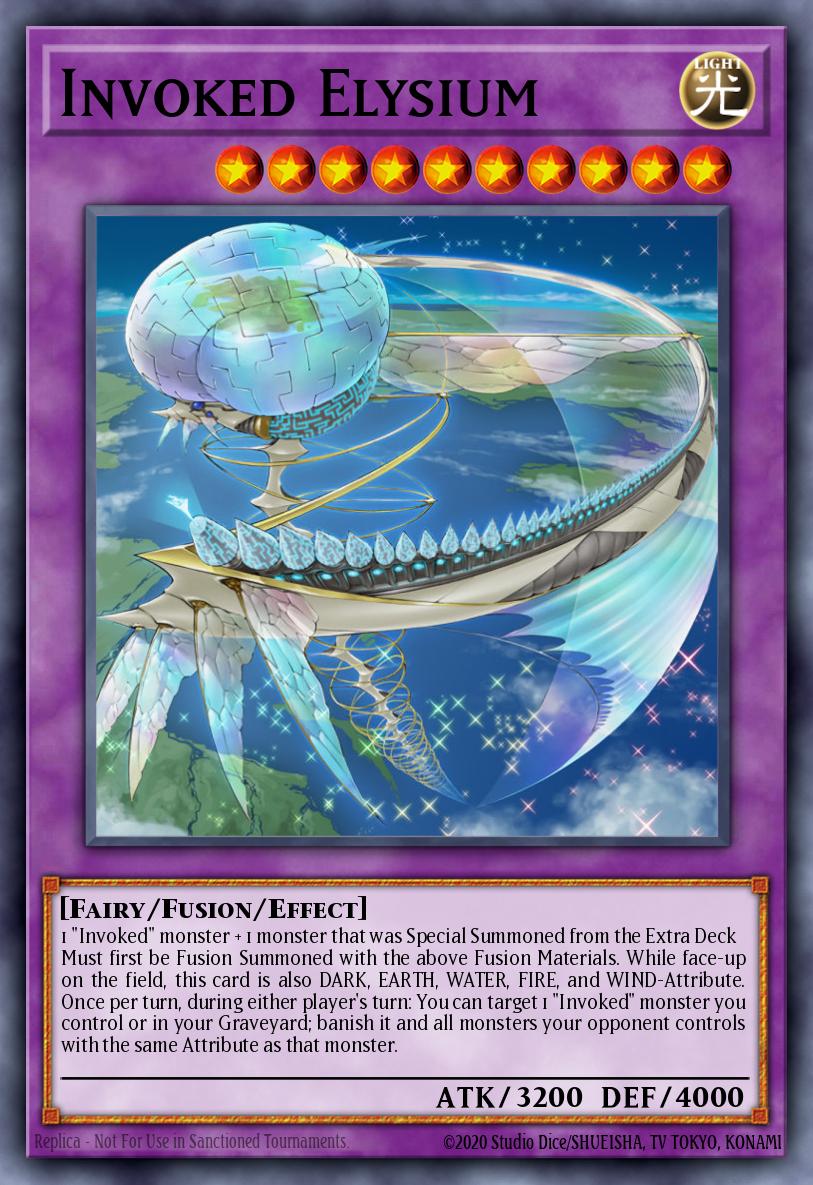 Invoked Elysium
LIGHT
光
[Fairy/Fusion/Effect]
1 "Invoked" monster + 1 monster that was Special Summoned from the Extra Deck
Must first be Fusion Summoned with the above Fusion Materials. While face-up
on the field, this card is also DARK, EARTH, WATER, FIRE, and WIND-Attribute.
Once per turn, during either player's turn: You can target 1 "Invoked" monster you
control or in your Graveyard; banish it and all monsters your opponent controls
with the same Attribute as that monster.
ATK/3200 DEF/4000
Replica - Not For Use in Sanctioned Tournaments.
©2020 Studio Dice/SHUEISHA, TV TOKYO, KONAMI